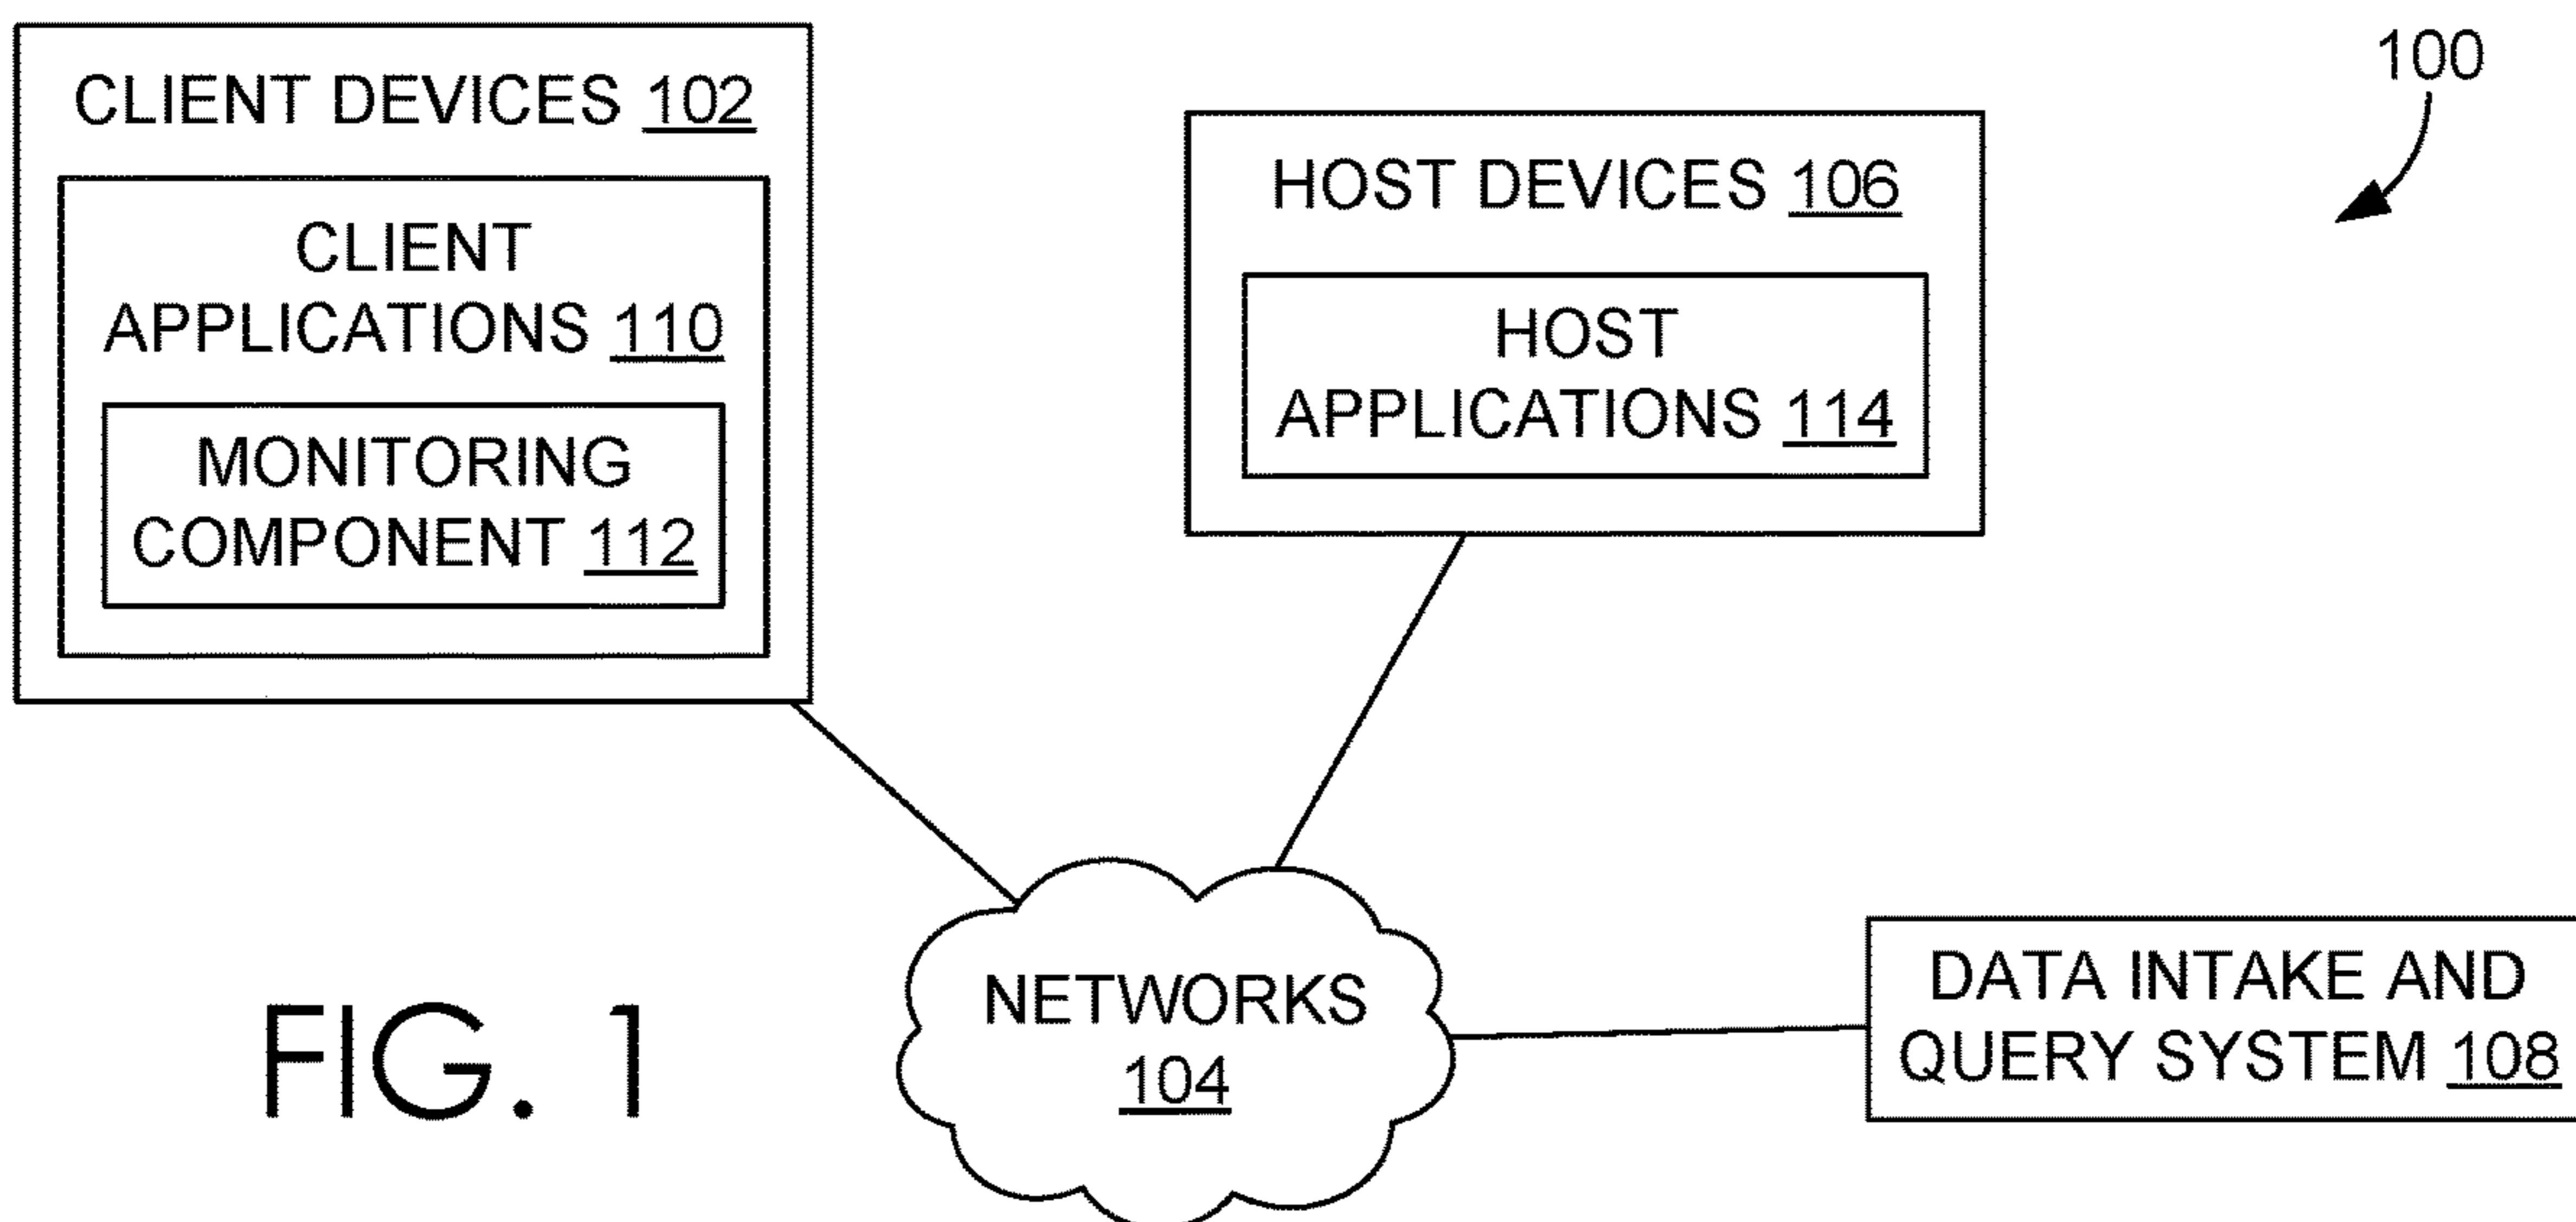 CLIENT DEVICES 102
CLIENT
APPLICATIONS 110
MONITORING
COMPONENT 112
HOST DEVICES 106
HOST
APPLICATIONS 114
100
NETWORKS
104
DATA INTAKE AND
QUERY SYSTEM 108
FIG. 1